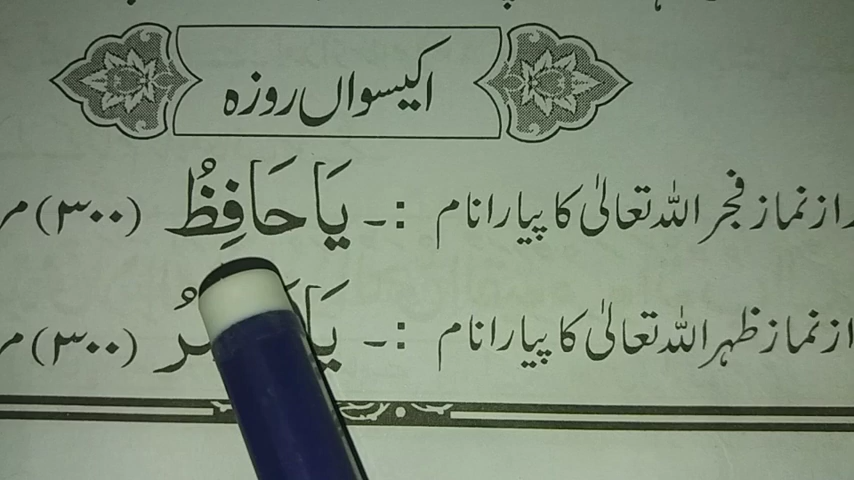 اکیسواں روزہ
از نماز فجر اللہ تعالیٰ کا پیارا نام :۔ يَا حَافِظُ (۳۰۰)
از نماز ظہر اللہ تعالیٰ کا پیارا نام :۔ (۳۰۰)